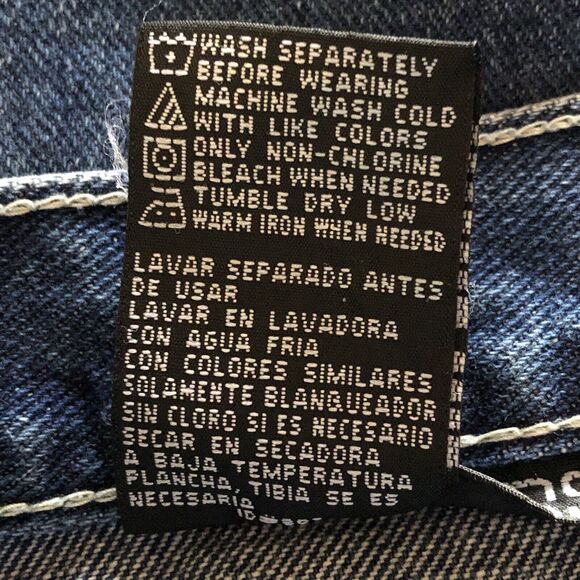 WASH SEPARATELY
BEFORE WEARING
MACHINE WASH COLD
WITH LIKE COLORS
ONLY NON-CHLORINE
BLEACH WHEN NEEDED
TUMBLE DRY LOW
WARM IRON WHEN NEEDED
LAVAR SEPARADO ANTES
DE USAR
LAVAR EN LAVADORA
CON AGUA FRIA
CON COLORES SIMILARES
SOLAMENTE BLANQUEADOR
SIN CLORO SI ES NECESARIO
SECAR EN SECADORA
A BAJA TEMPERATURA
PLANCHA, TIBIA SE ES
NECESARIA